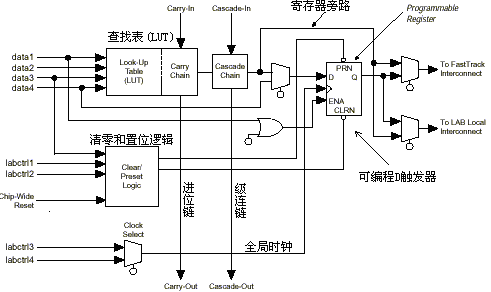 Carry-In
Cascade-In
寄存器旁路
Programmable
Register
查找表(LUT)
data1
data2
data3
data4
Look-Up
Table
(LUT)
Carry
Chain
Cascade
Chain
PRN
D
Q
ENA
CLRN
To FastTrack
Interconnect
To LAB Local
Interconnect
清零和置位逻辑
labctrl1
labctrl2
Clear/
Preset
Logic
Chip-Wide
Reset
进位链
级连链
可编程D触发器
Clock
Select
全局时钟
labctrl3
labctrl4
Carry-Out
Cascade-Out